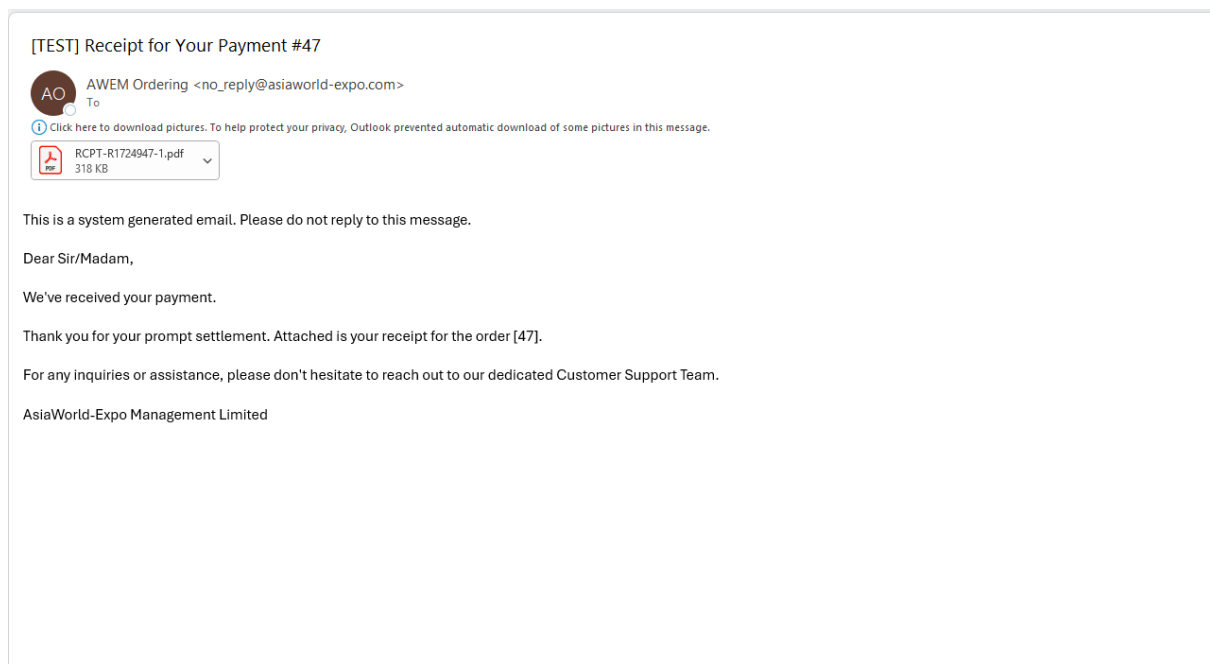 [TEST] Receipt for Your Payment #47
AO
AWEM Ordering <no_reply@asiaworld-expo.com>
To
Click here to download pictures. To help protect your privacy, Outlook prevented automatic download of some pictures in this message.
PDF
RCPT-R1724947-1.pdf
318 KB
This is a system generated email. Please do not reply to this message.
Dear Sir/Madam,
We've received your payment.
Thank you for your prompt settlement. Attached is your receipt for the order [47].
For any inquiries or assistance, please don't hesitate to reach out to our dedicated Customer Support Team.
AsiaWorld-Expo Management Limited